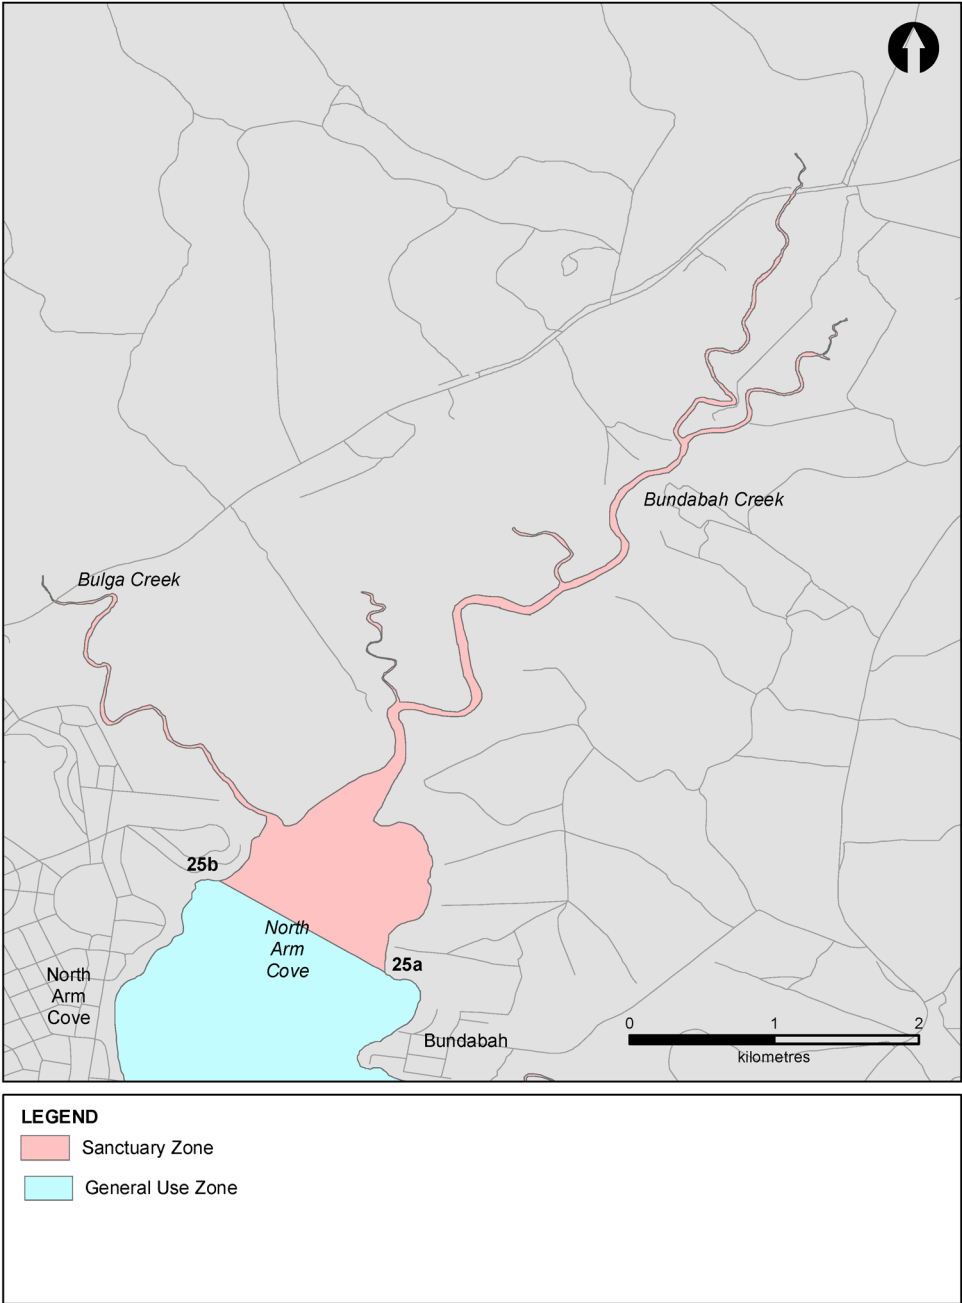 Bundabah Creek
Bulga Creek
25b
North
Arm
Cove
25a
North
Arm
Cove
Bundabah
0 1 2
kilometres
LEGEND
Sanctuary Zone
General Use Zone